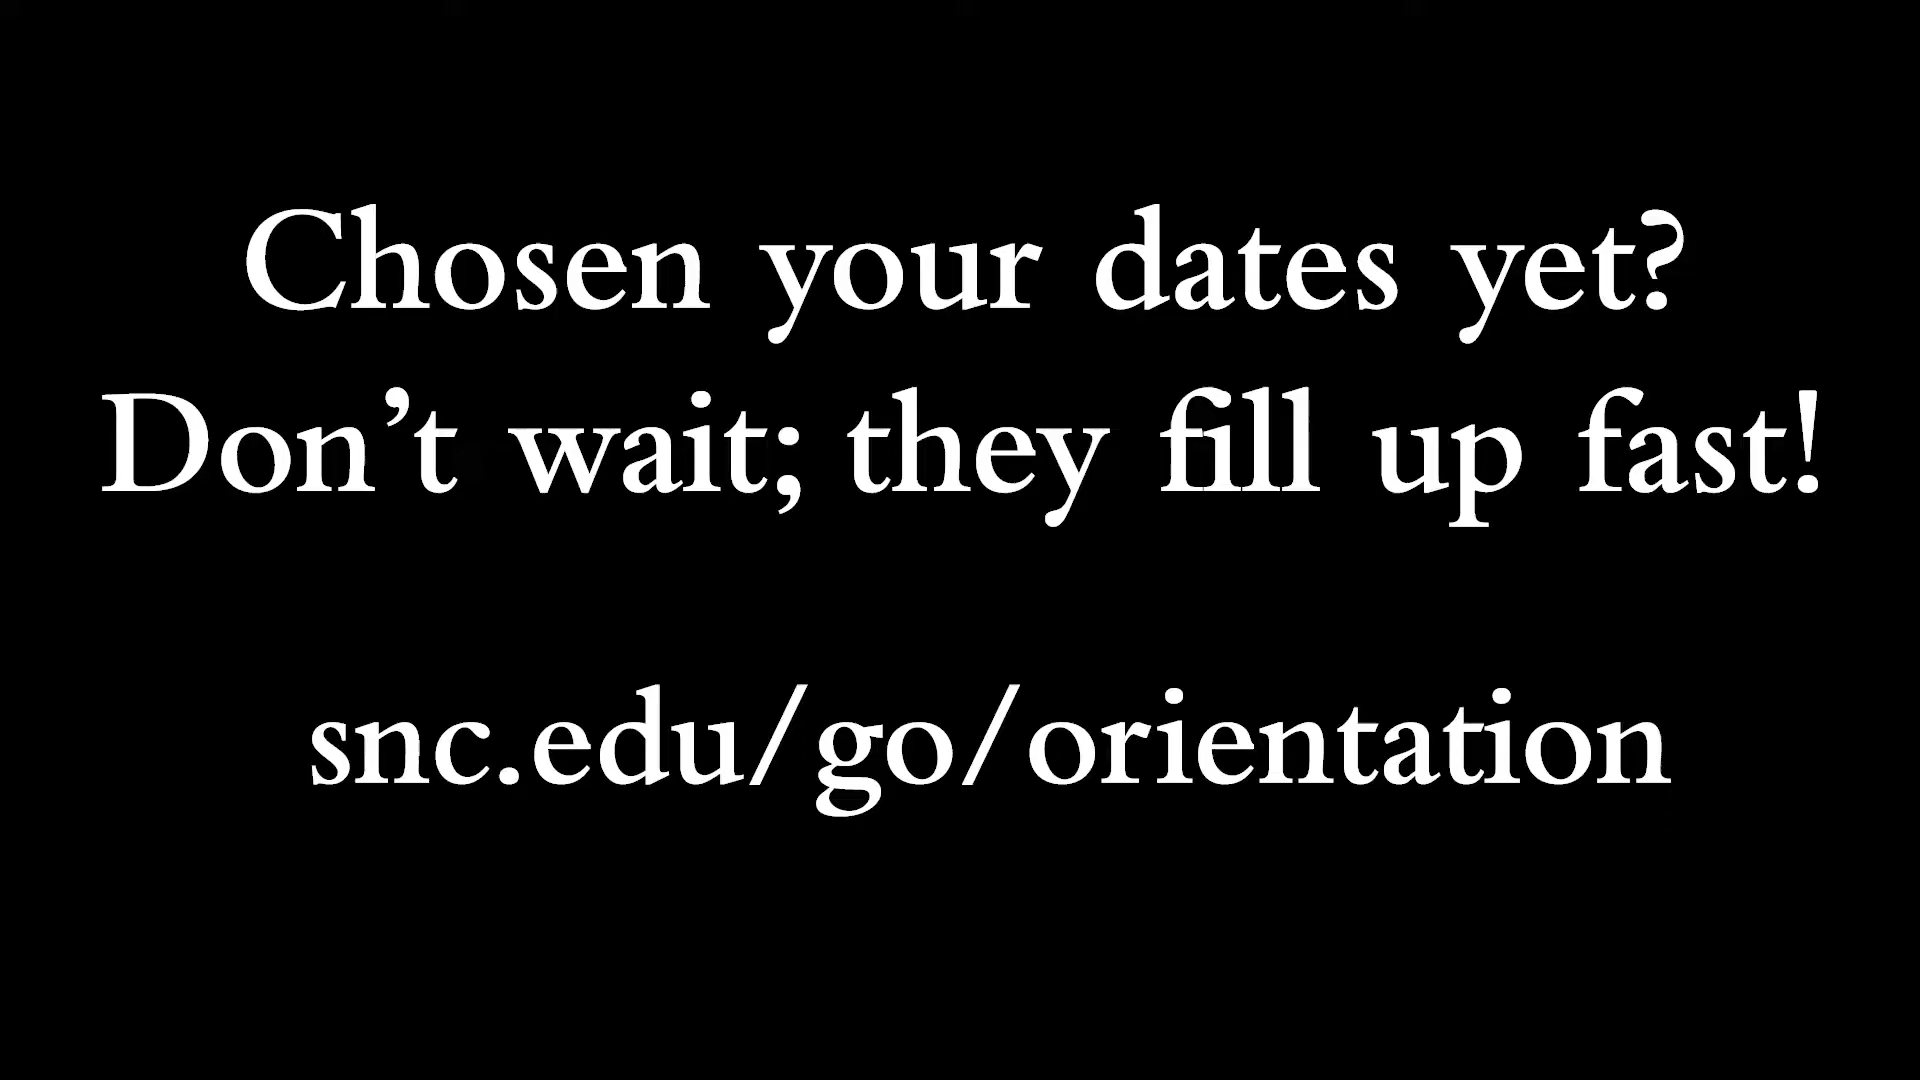 Chosen your dates yet?
Don’t wait; they fill up fast!
snc.edu/go/orientation